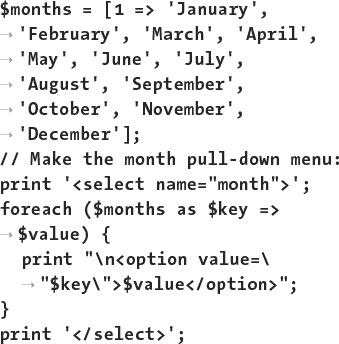 $months = [1 => 'January',
→ 'February', 'March', 'April',
→ 'May', 'June', 'July',
→ 'August', 'September',
→ 'October', 'November',
→ 'December'];
// Make the month pull-down menu:
print '<select name="month">';
foreach ($months as $key =>
→ $value) {
print "\n<option value=\
→ "$key\">$value</option>";
}
print '</select>';